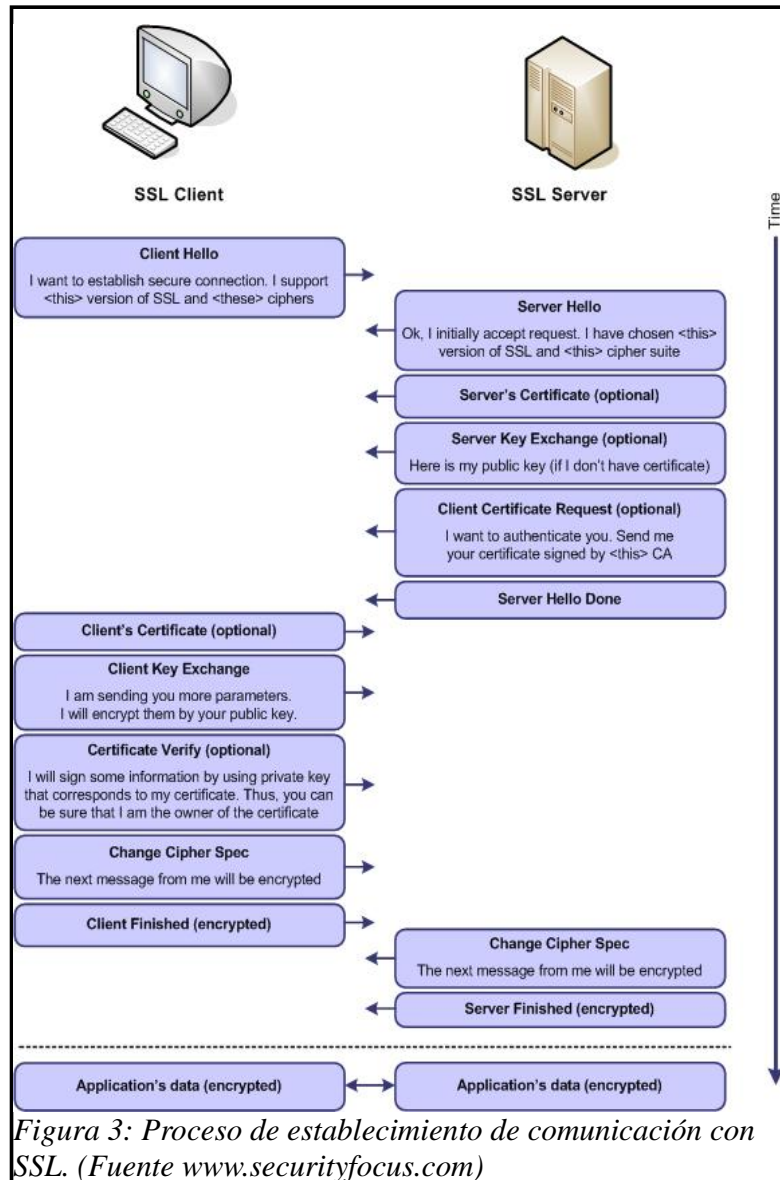 SSL Client
SSL Server
Time
Client Hello
I want to establish secure connection. I support
<this> version of SSL and <these> ciphers
Server Hello
Ok, I initially accept request. I have chosen <this>
version of SSL and <this> cipher suite
Server's Certificate (optional)
Server Key Exchange (optional)
Here is my public key (if I don't have certificate)
Client Certificate Request (optional)
I want to authenticate you. Send me
your certificate signed by <this> CA
Server Hello Done
Client's Certificate (optional)
Client Key Exchange
I am sending you more parameters.
I will encrypt them by your public key.
Certificate Verify (optional)
I will sign some information by using private key
that corresponds to my certificate. Thus, you can
be sure that I am the owner of the certificate
Change Cipher Spec
The next message from me will be encrypted
Client Finished (encrypted)
Change Cipher Spec
The next message from me will be encrypted
Server Finished (encrypted)
Application's data (encrypted)
Application's data (encrypted)
Figura 3: Proceso de establecimiento de comunicación con
SSL. (Fuente www.securityfocus.com)